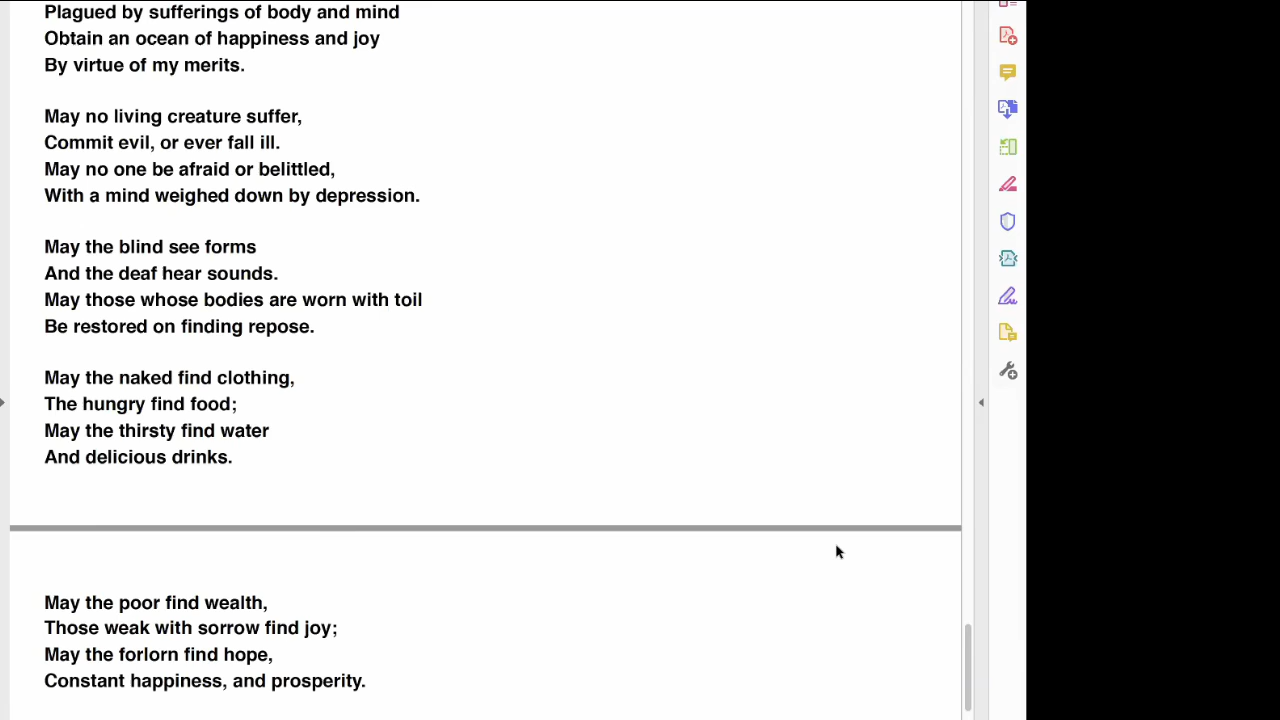 Plagued by sufferings of body and mind
Obtain an ocean of happiness and joy
By virtue of my merits.
May no living creature suffer,
Commit evil, or ever fall ill.
May no one be afraid or belittled,
With a mind weighed down by depression.
May the blind see forms
And the deaf hear sounds.
May those whose bodies are worn with toil
Be restored on finding repose.
May the naked find clothing,
The hungry find food;
May the thirsty find water
And delicious drinks.
May the poor find wealth,
Those weak with sorrow find joy;
May the forlorn find hope,
Constant happiness, and prosperity.